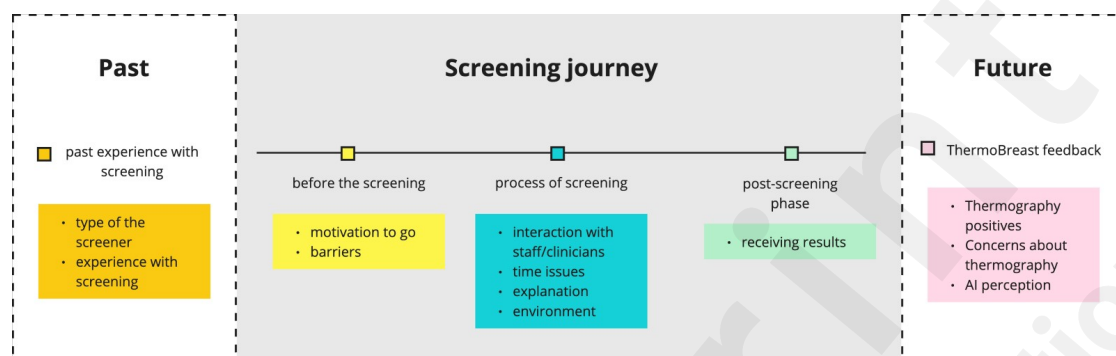 Past
past experience with
screening
• type of the
screener
• experience with
screening
Screening journey
before the screening
• motivation to go
• barriers
process of screening
• interaction with
staff/clinicians
• time issues
• explanation
• environment
post-screening
phase
• receiving results
Future
ThermoBreast feedback
• Thermography
positives
• Concerns about
thermography
• AI perception